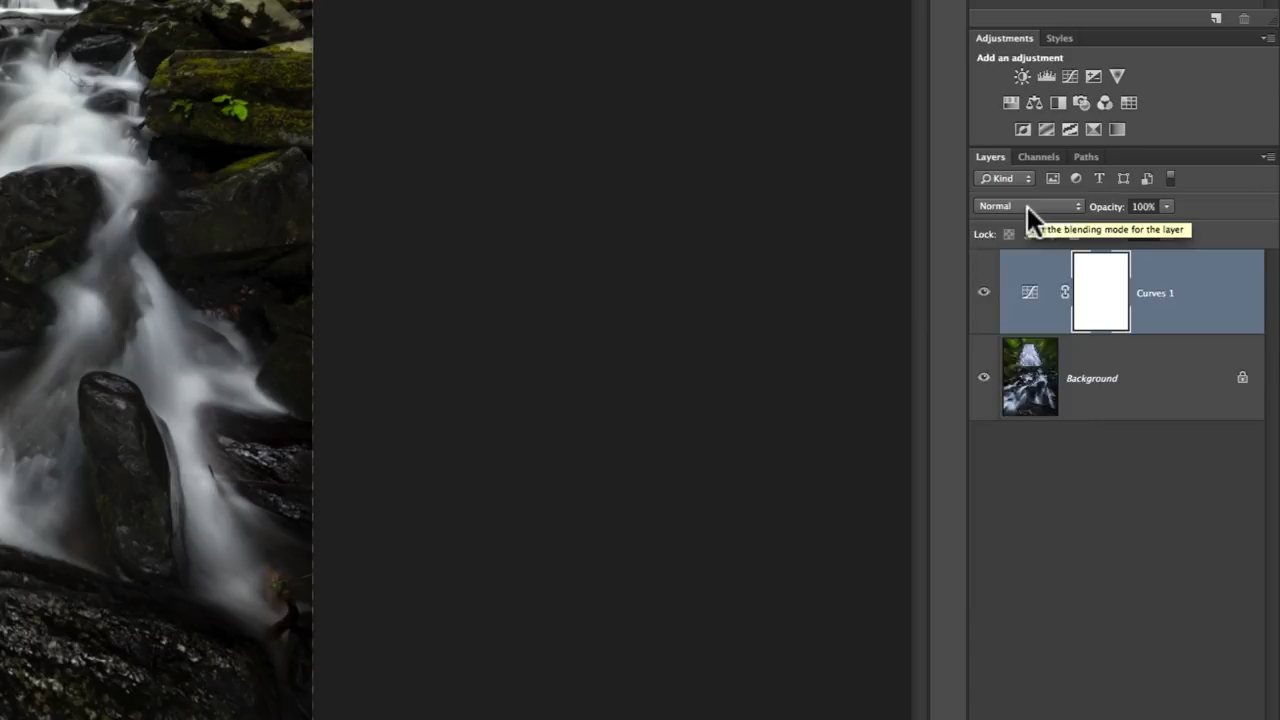 Adjustments Styles
Add an adjustment
Layers Channels Paths
Kind T
Normal Opacity: 100%
the blending mode for the layer
Lock:
Curves 1
Background